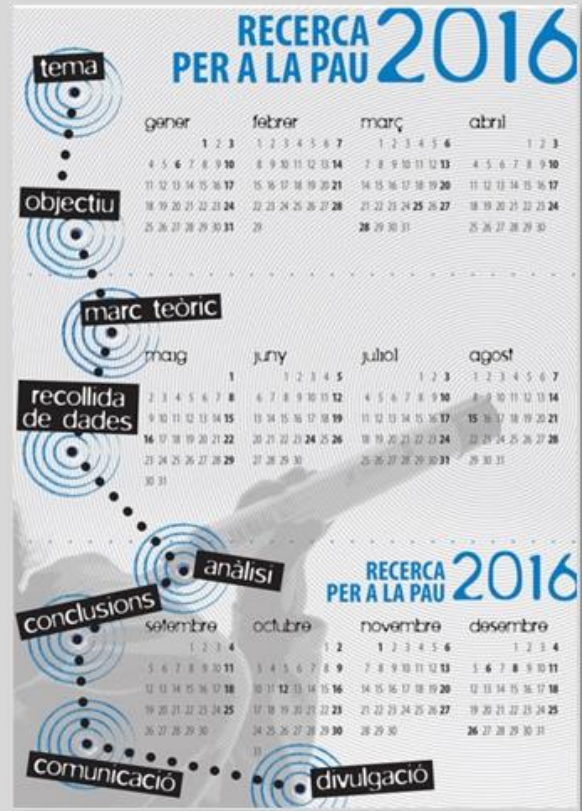 RECERCA
PER A LA PAU 2016
tema
objectiu
marc teòric
recollida
de dades
anàlisi
conclusions
comunicació
divulgació
gener
1 2 3
4 5 6 7 8 9 10
11 12 13 14 15 16 17
18 19 20 21 22 23 24
25 26 27 28 29 30 31
febrer
1 2 3 4 5 6 7
8 9 10 11 12 13 14
15 16 17 18 19 20 21
22 23 24 25 26 27 28
29
març
1 2 3 4 5 6
7 8 9 10 11 12 13
14 15 16 17 18 19 20
21 22 23 24 25 26 27
28 29 30 31
abril
1 2 3
4 5 6 7 8 9 10
11 12 13 14 15 16 17
18 19 20 21 22 23 24
25 26 27 28 29 30
maig
1
2 3 4 5 6 7 8
9 10 11 12 13 14 15
16 17 18 19 20 21 22
23 24 25 26 27 28 29
30 31
juny
1 2 3 4 5
6 7 8 9 10 11 12
13 14 15 16 17 18 19
20 21 22 23 24 25 26
27 28 29 30
juliol
1 2 3
4 5 6 7 8 9 10
11 12 13 14 15 16 17
18 19 20 21 22 23 24
25 26 27 28 29 30 31
agost
1 2 3 4 5 6 7
8 9 10 11 12 13 14
15 16 17 18 19 20 21
22 23 24 25 26 27 28
29 30 31
RECERCA
PER A LA PAU 2016
setembre
1 2 3 4
5 6 7 8 9 10 11
12 13 14 15 16 17 18
19 20 21 22 23 24 25
octubre
1 2
3 4 5 6 7 8 9
10 11 12 13 14 15 16
17 18 19 20 21 22 23
24 25 26 27 28 29 30
31
novembre
1 2 3 4 5 6
7 8 9 10 11 12 13
14 15 16 17 18 19 20
21 22 23 24 25 26 27
28 29 30
desembre
1 2 3 4
5 6 7 8 9 10 11
12 13 14 15 16 17 18
19 20 21 22 23 24 25
26 27 28 29 30 31